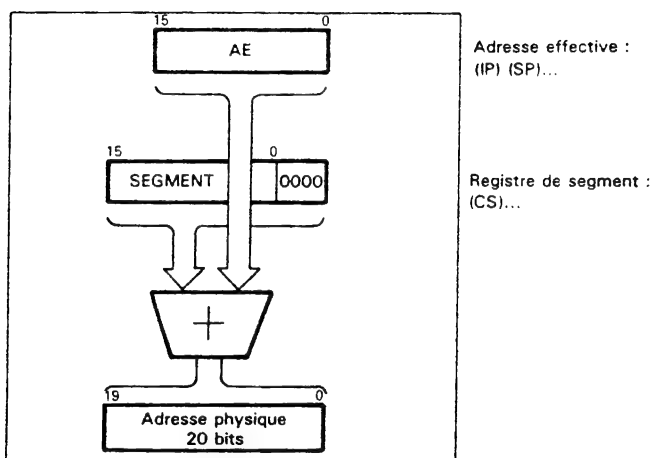 15 0
AE
Adresse effective :
(IP) (SP)...
15 0
SEGMENT 0000
Registre de segment :
(CS)...
+
19 0
Adresse physique
20 bits